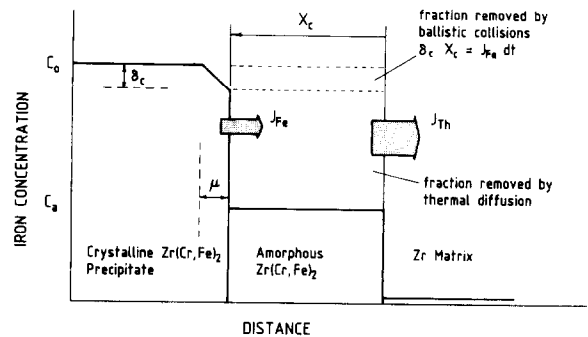 X_c
fraction removed by
ballistic collisions
δ_c X_c = J_Fe dt
C_o
δ_c
J_Fe
J_Th
IRON CONCENTRATION
μ
fraction removed by
thermal diffusion
C_a
Crystalline Zr(Cr,Fe)_2
Precipitate
Amorphous
Zr(Cr,Fe)_2
Zr Matrix
DISTANCE